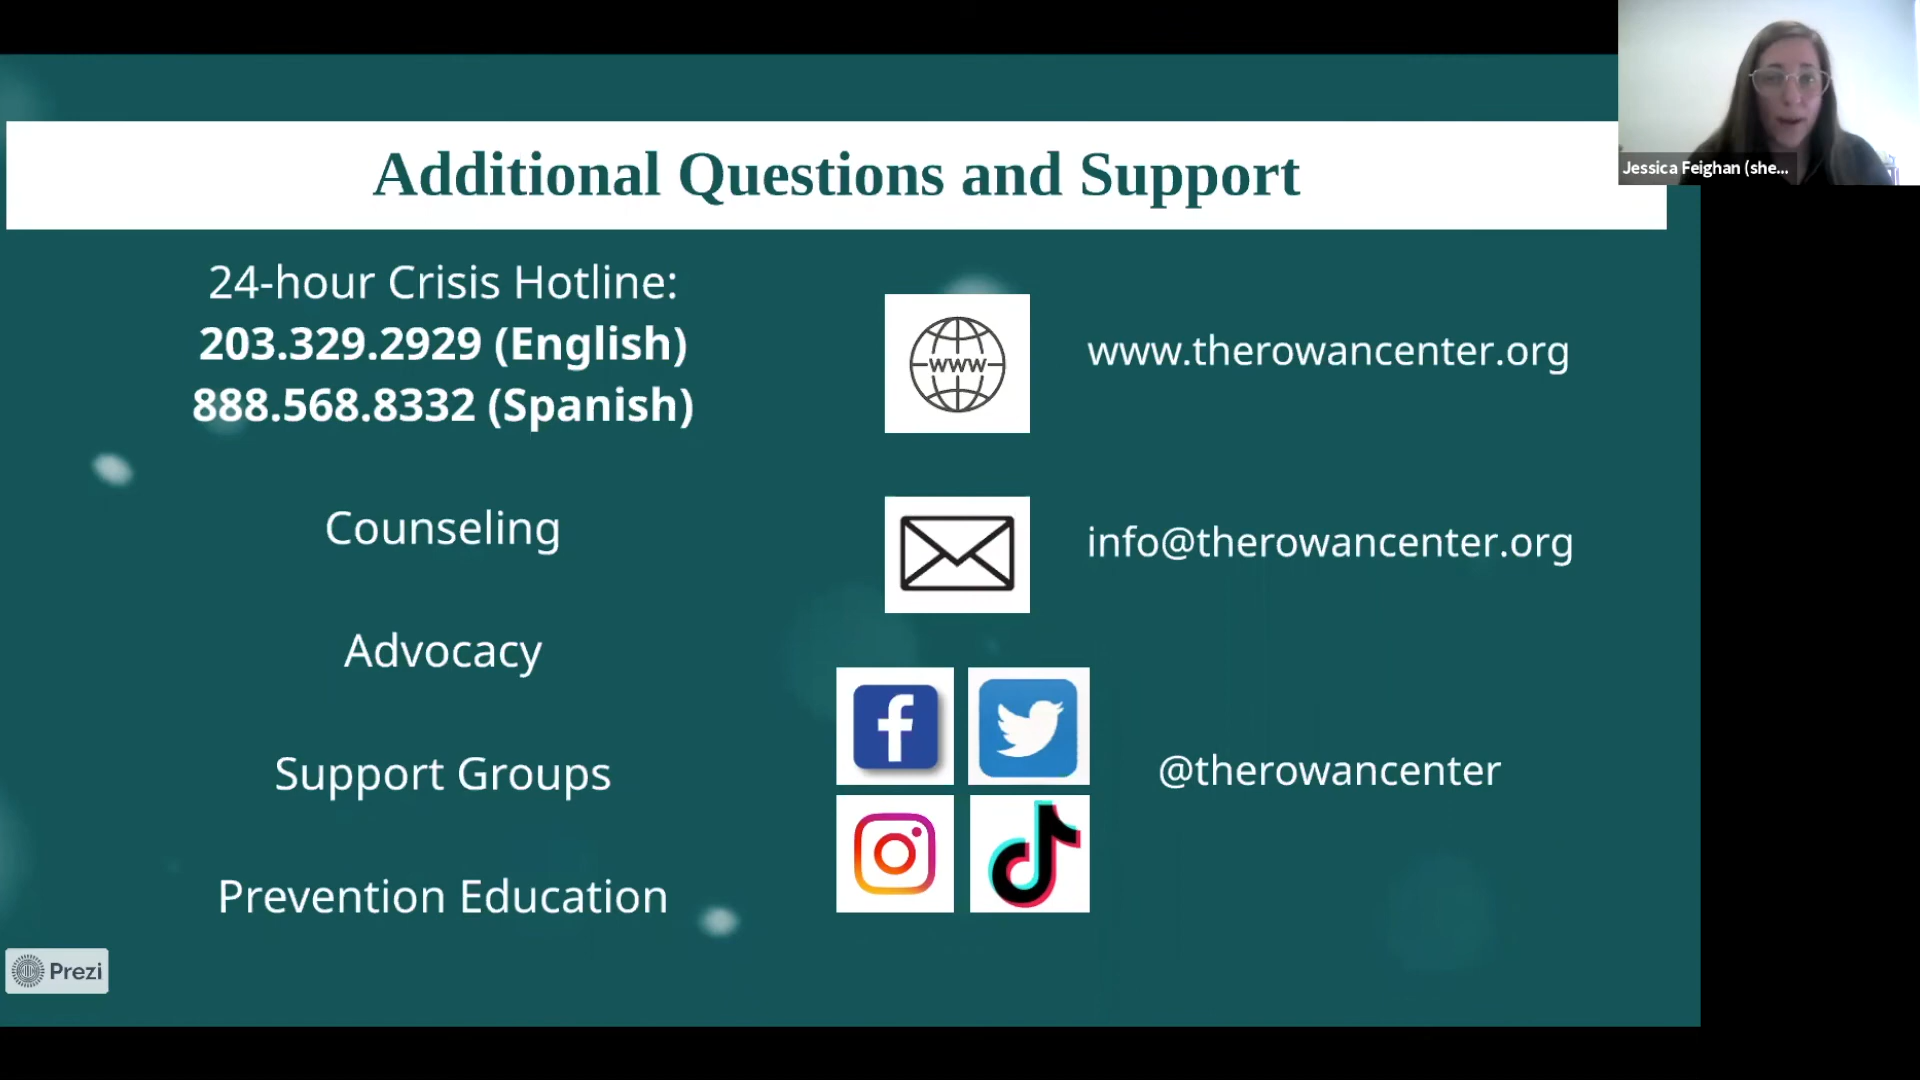 Additional Questions and Support
24-hour Crisis Hotline:
203.329.2929 (English)
888.568.8332 (Spanish)
Counseling
Advocacy
Support Groups
Prevention Education
WWW
www.therowancenter.org
info@therowancenter.org
@therowancenter
Prezi
Jessica Feighan (she...